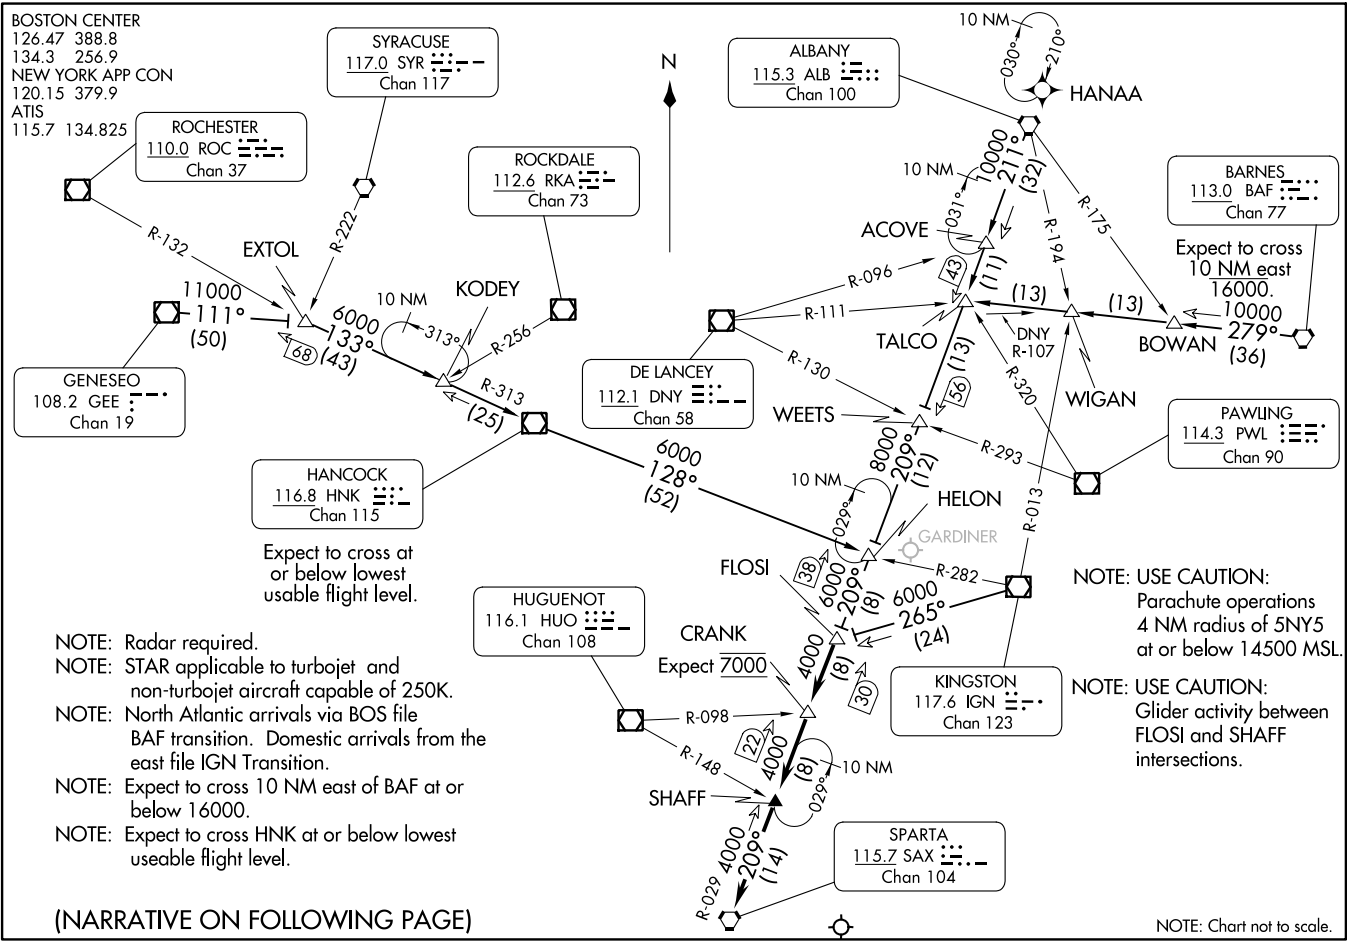 BOSTON CENTER
126.47 388.8
134.3 256.9
NEW YORK APP CON
120.15 379.9
ATIS
115.7 134.825
ROCHESTER
110.0 ROC
Chan 37
SYRACUSE
117.0 SYR
Chan 117
ROCKDALE
112.6 RKA
Chan 73
N
ALBANY
115.3 ALB
Chan 100
10 NM
030°
210°
HANAA
10000
211°
(32)
10 NM
031°
ACOVE
R-194
R-175
BARNES
113.0 BAF
Chan 77
Expect to cross
10 NM east
16000.
10000
279°
(36)
BOWAN
(13)
(13)
WIGAN
DNY
R-107
R-320
43
(11)
R-096
R-111
TALCO
R-130
(13)
56
DE LANCEY
112.1 DNY
Chan 58
WEETS
R-132
EXTOL
R-222
11000
111°
(50)
68
6000
133°
(43)
10 NM
313°
KODEY
R-256
R-313
(25)
GENESEO
108.2 GEE
Chan 19
HANCOCK
116.8 HNK
Chan 115
Expect to cross at
or below lowest
usable flight level.
6000
128°
(52)
8000
209°
(12)
10 NM
029°
R-293
R-013
PAWLING
114.3 PWL
Chan 90
HELON
GARDINER
R-282
38
6000
209°
(8)
FLOSI
6000
265°
(24)
KINGSTON
117.6 IGN
Chan 123
HUGUENOT
116.1 HUO
Chan 108
CRANK
Expect 7000
4000
(8)
30
R-098
R-148
22
4000
(8)
10 NM
029°
SHAFF
R-029
4000
209°
(14)
SPARTA
115.7 SAX
Chan 104
NOTE: USE CAUTION:
Parachute operations
4 NM radius of 5NY5
at or below 14500 MSL.
NOTE: USE CAUTION:
Glider activity between
FLOSI and SHAFF
intersections.
NOTE: Radar required.
NOTE: STAR applicable to turbojet and
non-turbojet aircraft capable of 250K.
NOTE: North Atlantic arrivals via BOS file
BAF transition. Domestic arrivals from the
east file IGN Transition.
NOTE: Expect to cross 10 NM east of BAF at or
below 16000.
NOTE: Expect to cross HNK at or below lowest
useable flight level.
(NARRATIVE ON FOLLOWING PAGE)
NOTE: Chart not to scale.